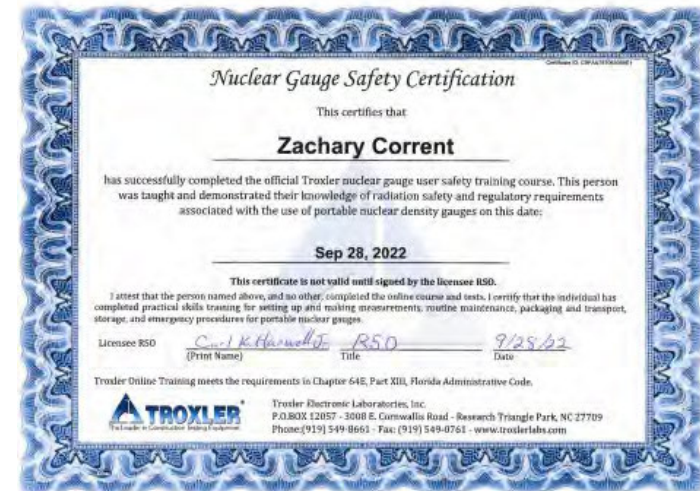 Nuclear Gauge Safety Certification
This certifies that
Zachary Corrent
has successfully completed the official Troxler nuclear gauge user safety training course. This person
was taught and demonstrated their knowledge of radiation safety and regulatory requirements
associated with the use of portable nuclear density gauges on this date:
Sep 28, 2022
This certificate is not valid until signed by the licensee RSO.
I attest that the person named above, and no other, completed the online course and tests. I certify that the individual has
completed practical skills training for setting up and making measurements, routine maintenance, packaging and transport,
storage, and emergency procedures for portable nuclear gauges.
Licensee RSO Carl K Jr. RSO 9/28/22
(Print Name) Title Date
Troxler Online Training meets the requirements in Chapter 64E, Part XIII, Florida Administrative Code.
TROXLER
The Leader in Construction Testing Equipment
Troxler Electronic Laboratories, Inc.
P.O.BOX 12057 - 3008 E. Cornwallis Road - Research Triangle Park, NC 27709
Phone:(919) 549-8661 - Fax: (919) 549-0761 - www.troxlerlabs.com